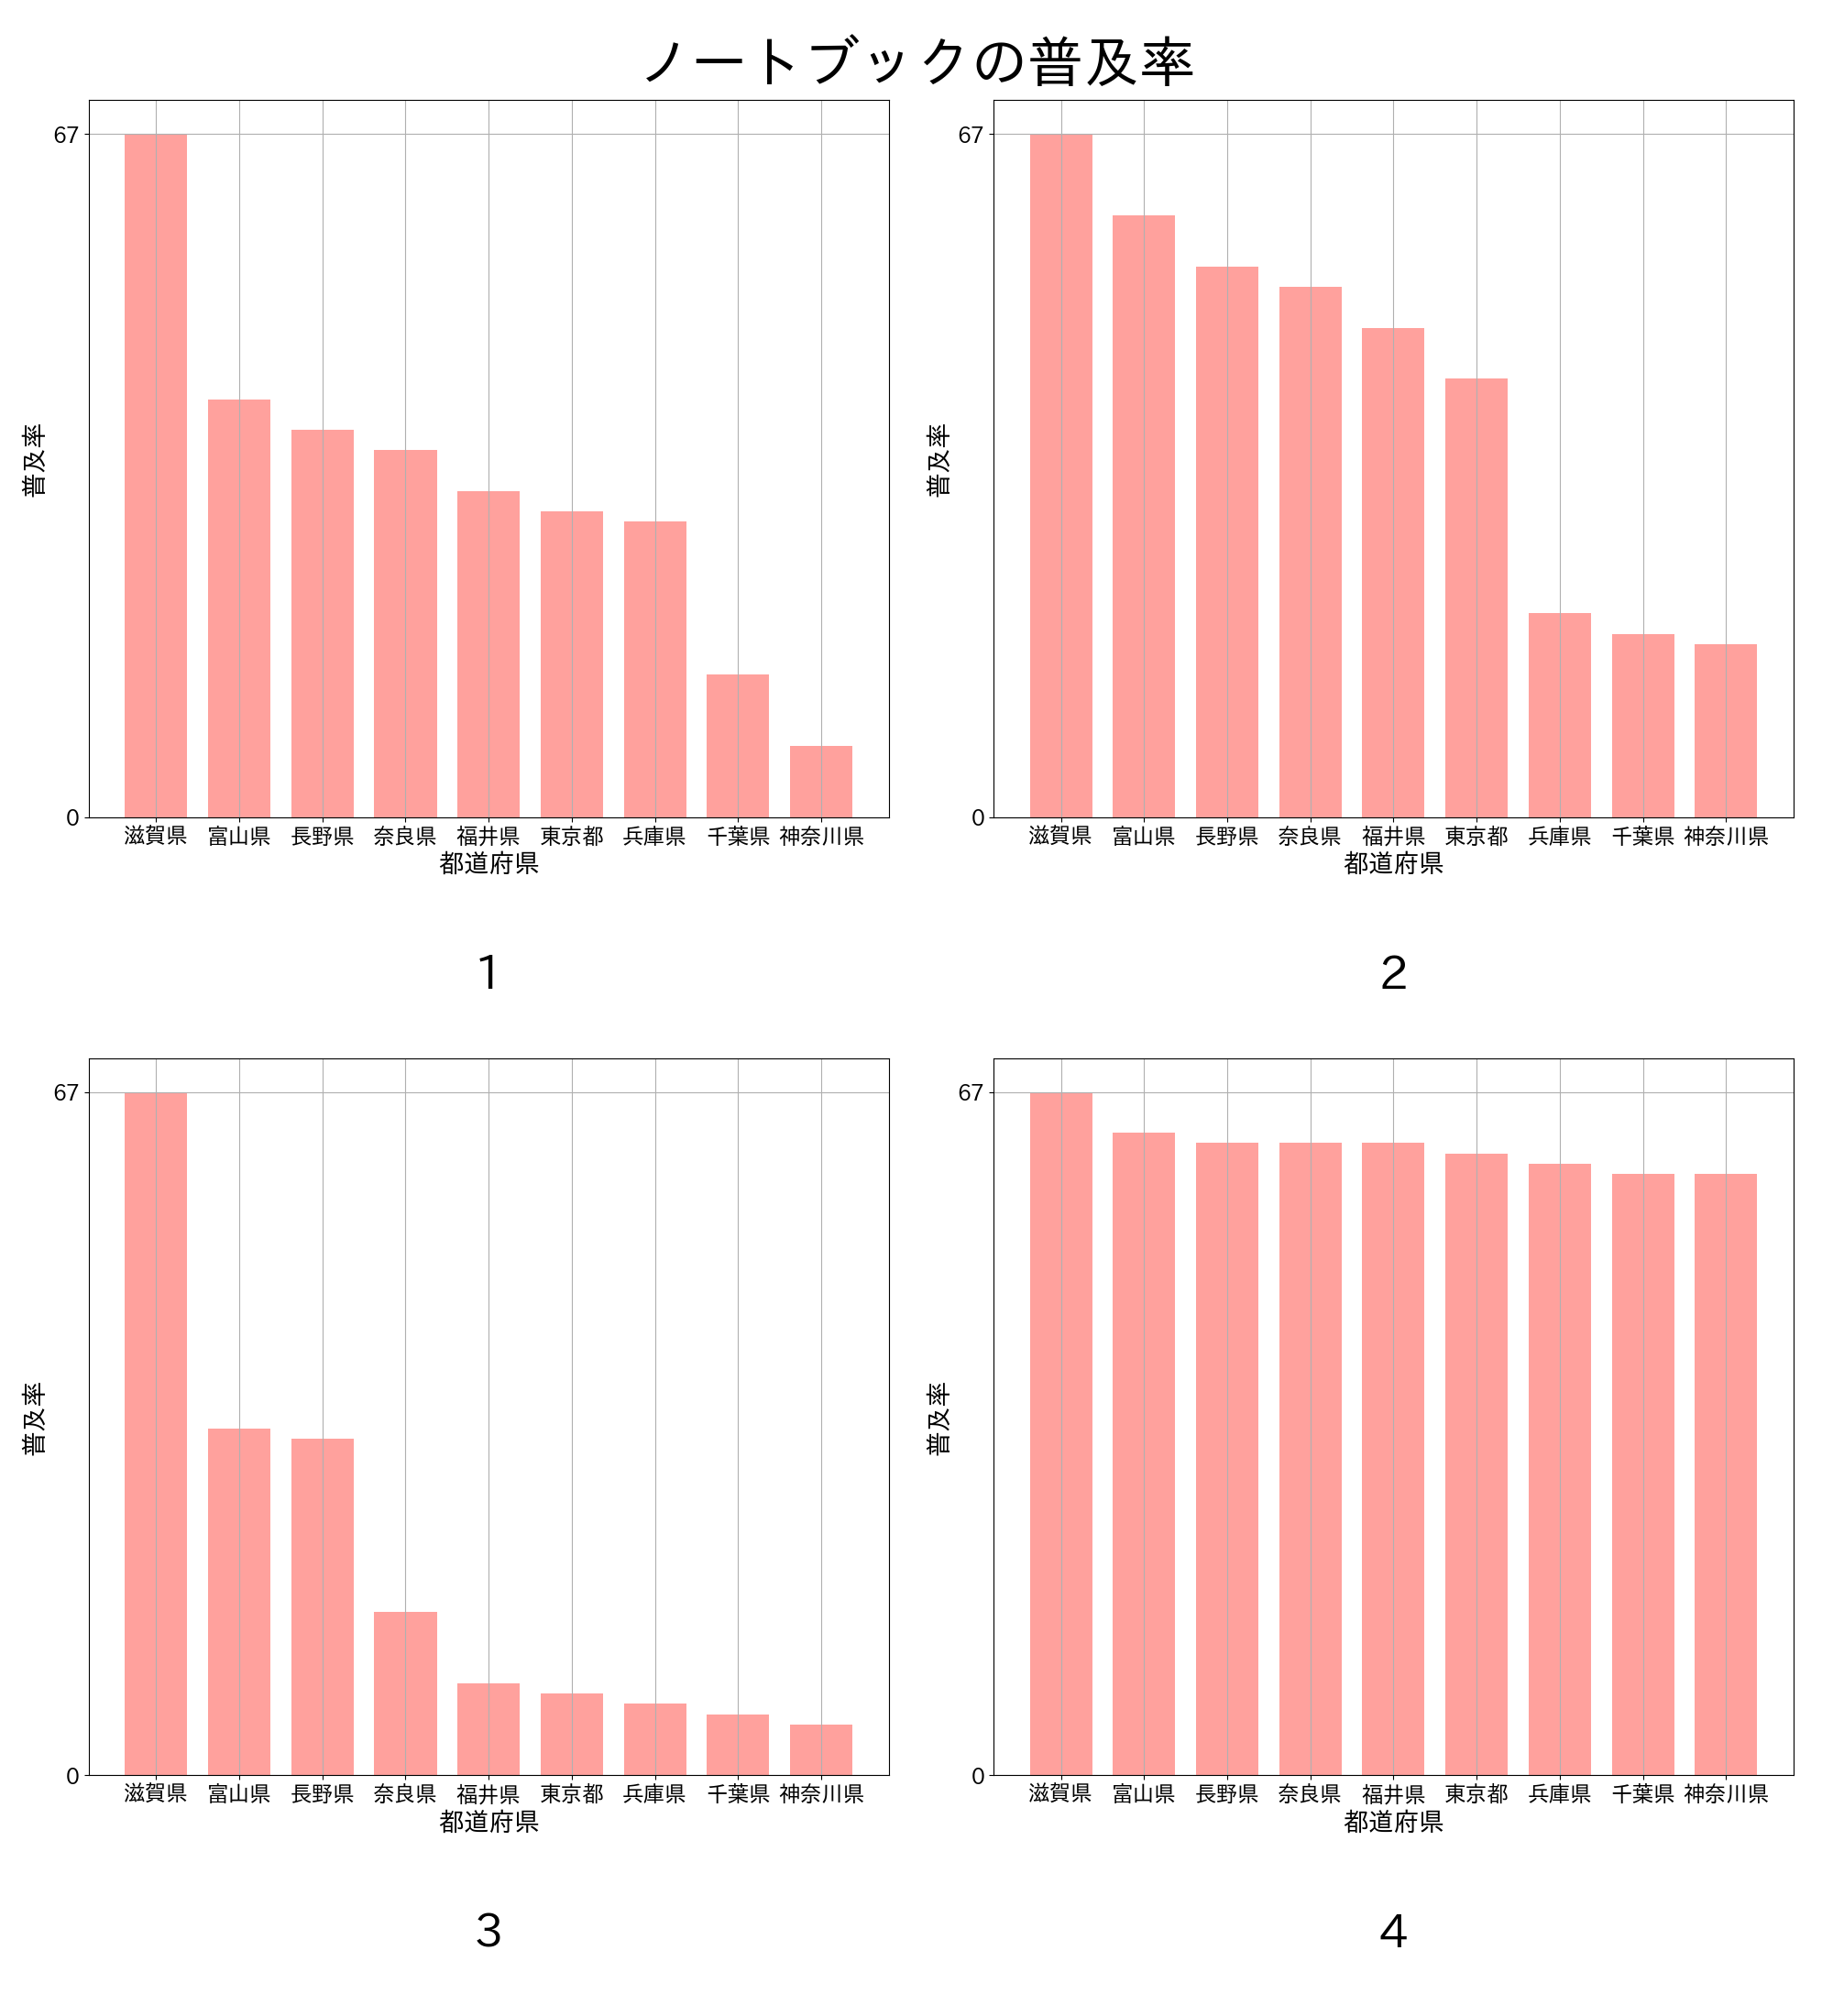 ノートブックの普及率
67
0
普及率
滋賀県 富山県 長野県 奈良県 福井県 東京都 兵庫県 千葉県 神奈川県
都道府県
1
67
0
普及率
滋賀県 富山県 長野県 奈良県 福井県 東京都 兵庫県 千葉県 神奈川県
都道府県
2
67
0
普及率
滋賀県 富山県 長野県 奈良県 福井県 東京都 兵庫県 千葉県 神奈川県
都道府県
3
67
0
普及率
滋賀県 富山県 長野県 奈良県 福井県 東京都 兵庫県 千葉県 神奈川県
都道府県
4